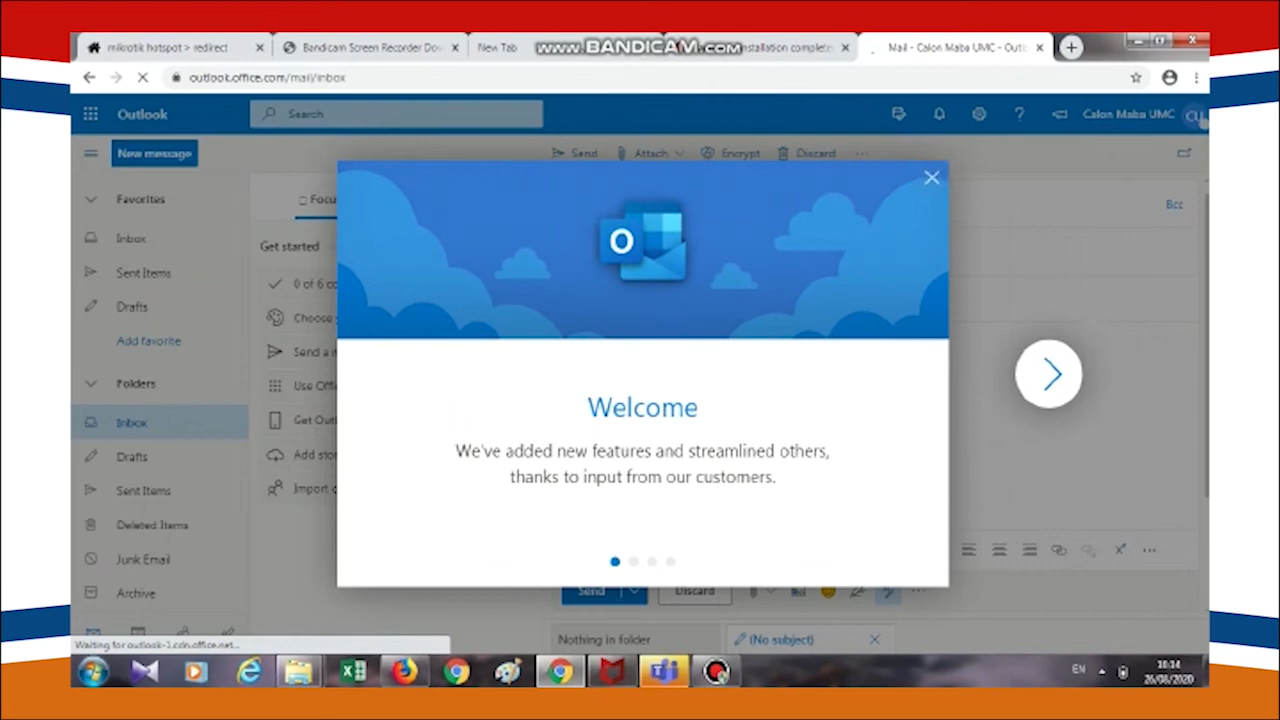 mikrotik hotspot > redirect
Bandicam Screen Recorder Do
New Tab
www.BANDICAM.com
installation complete
Mail - Calon Maba UMC - Outl
outlook.office.com/mail/inbox
Outlook
Search
Calon Maba UMC
CU
New message
Send
Attach
Encrypt
Discard
Favorites
Focu
Bcc
Inbox
Get started
Sent Items
0 of 6 co
Drafts
Choose
Add favorite
Send a m
Folders
Use Offi
Inbox
Get Outl
Drafts
Add stor
Sent Items
Import c
Deleted Items
Junk Email
Archive
O
Welcome
We've added new features and streamlined others,
thanks to input from our customers.
Send
Discard
Nothing in folder
(No subject)
Waiting for outlook-1.cdn.office.net...
EN
26/08/2020